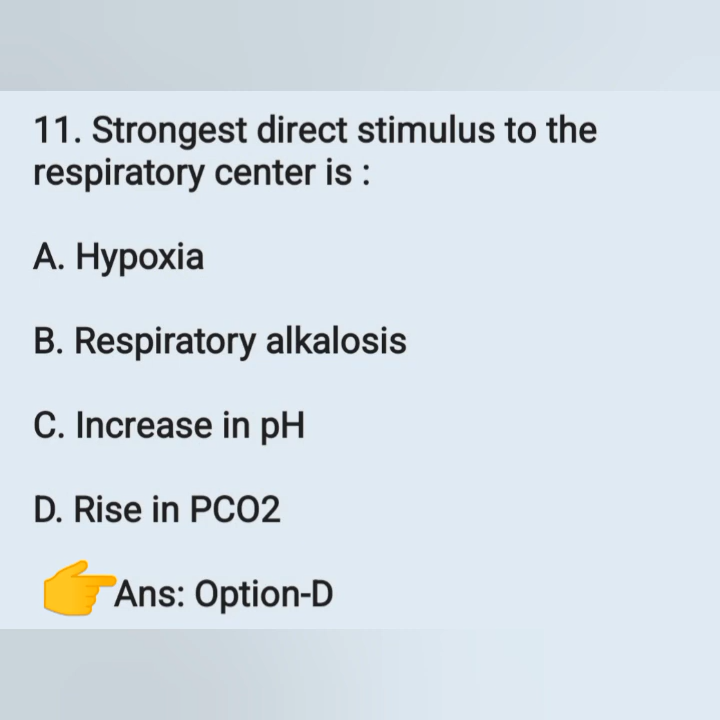 11. Strongest direct stimulus to the
respiratory center is :
A. Hypoxia
B. Respiratory alkalosis
C. Increase in pH
D. Rise in PCO2
Ans: Option-D